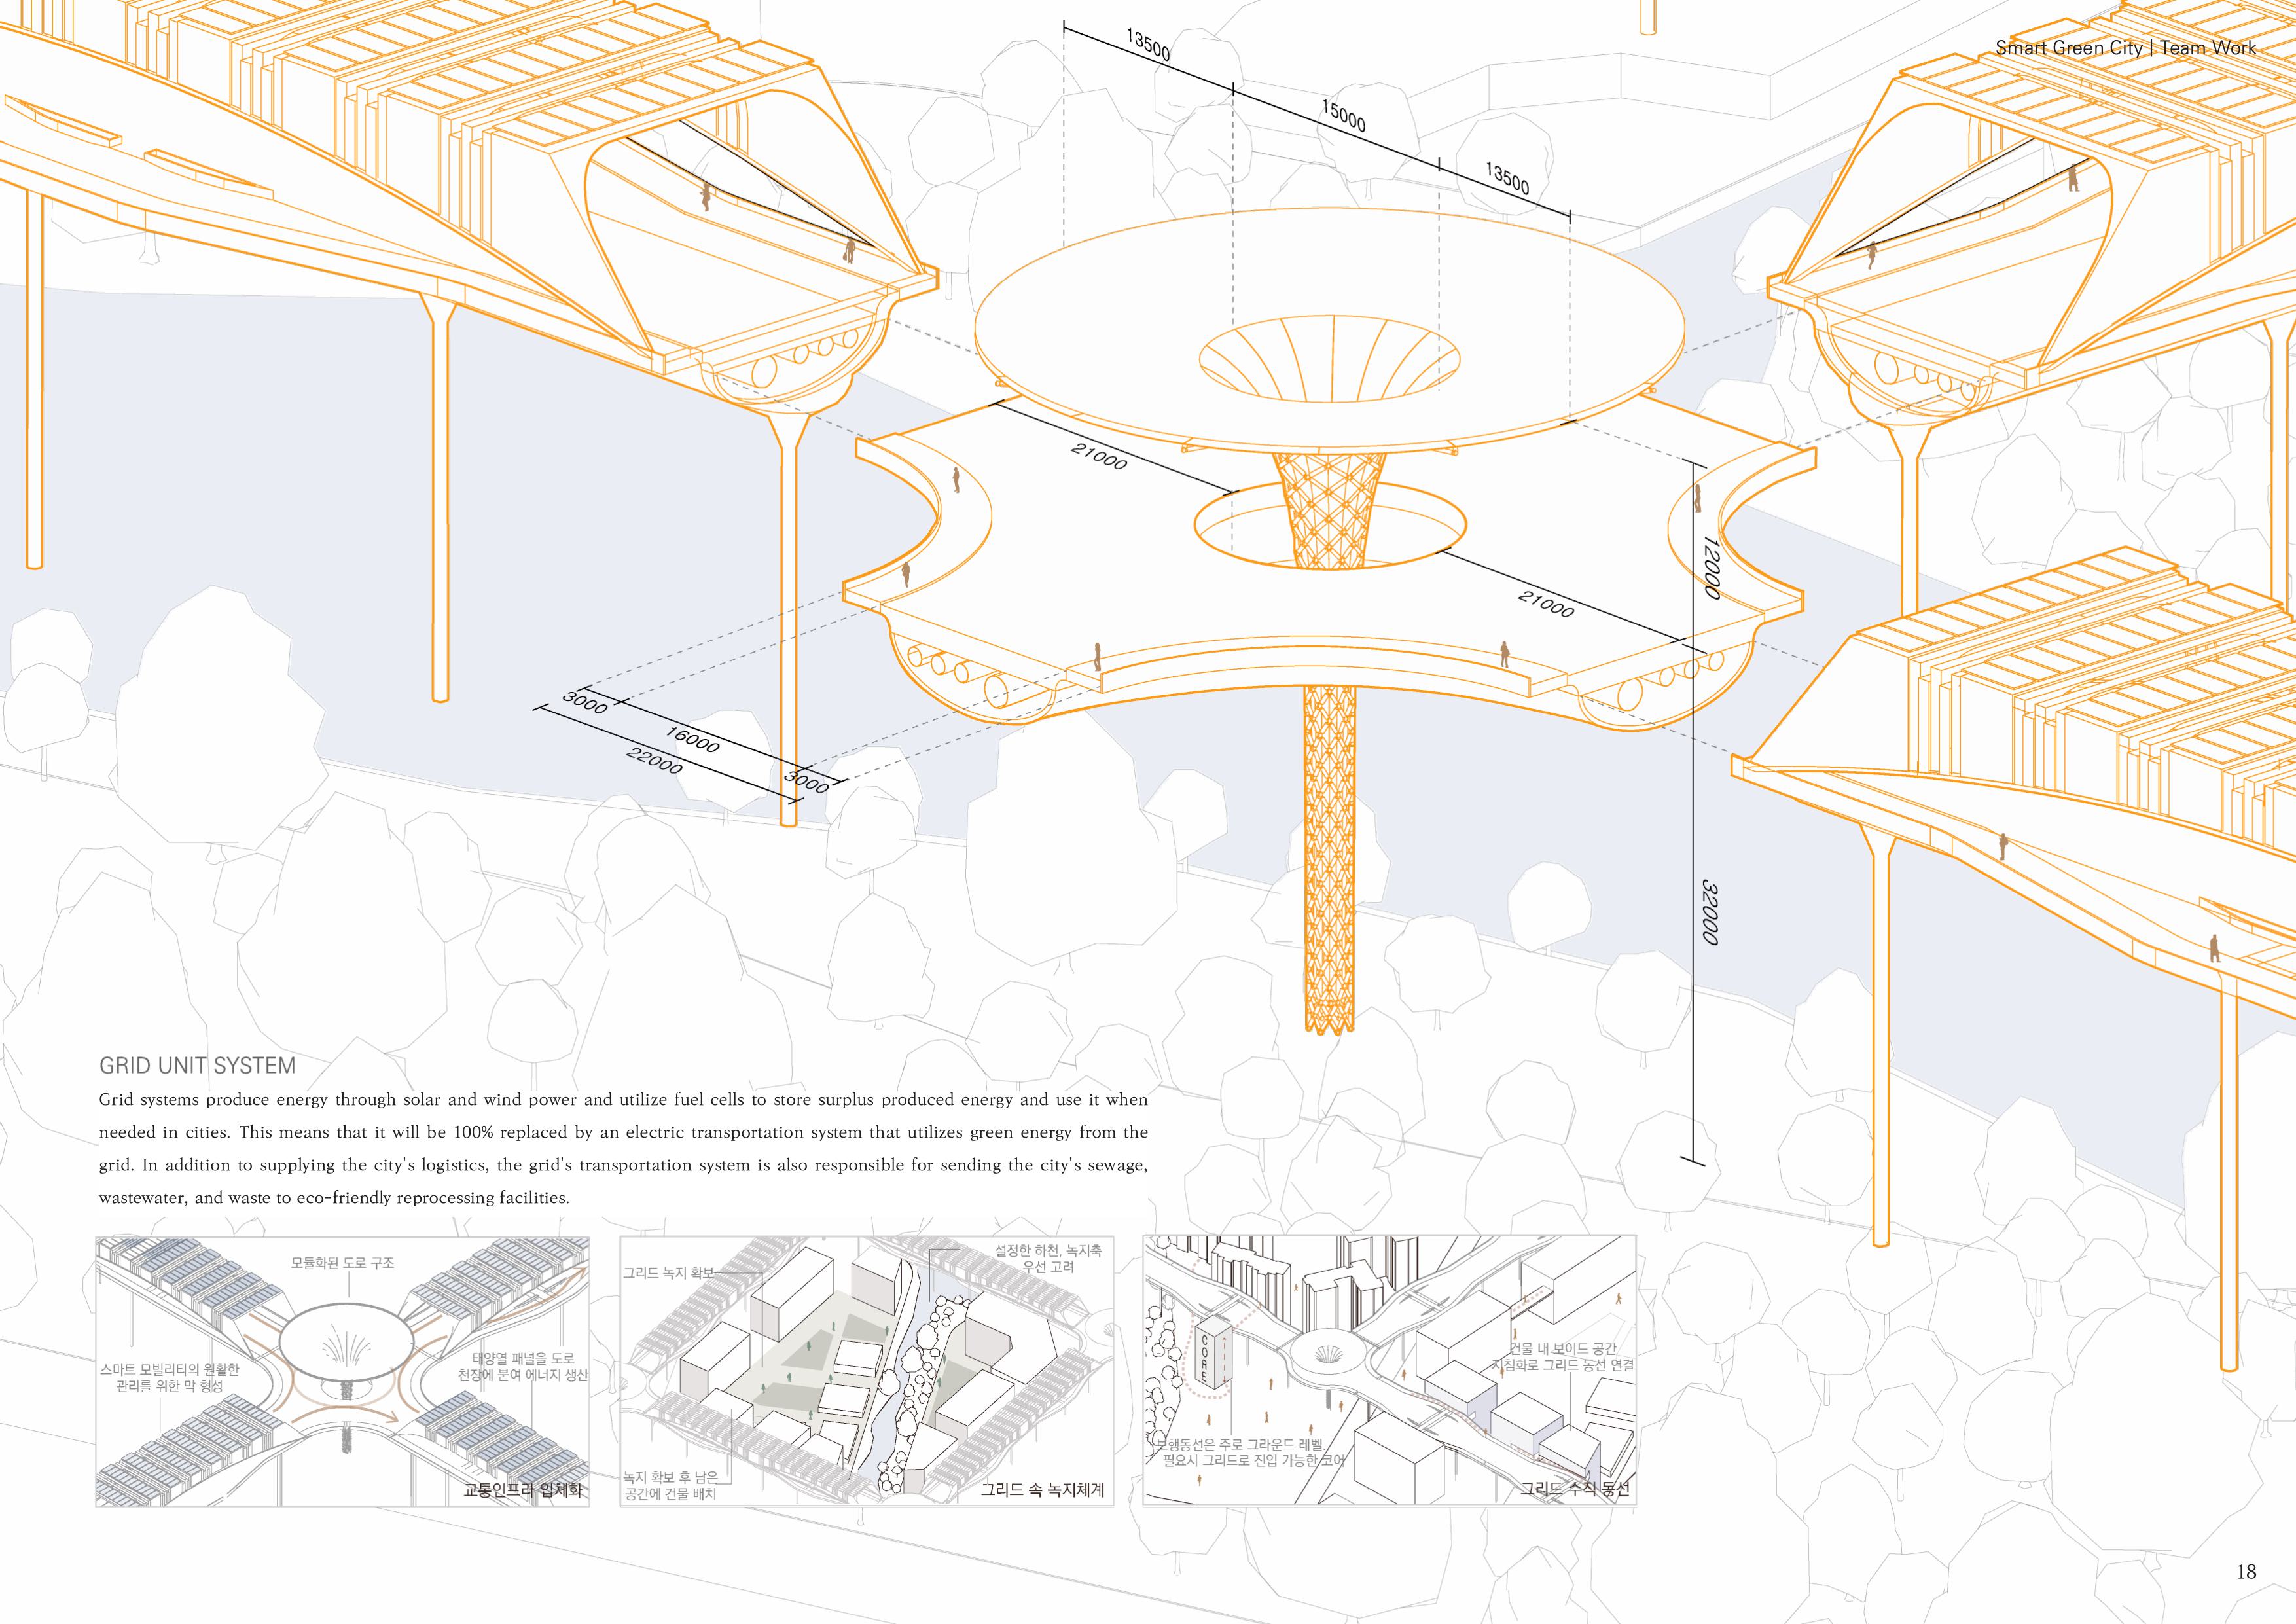 Smart Green City | Team Work
13500
15000
13500
21000
21000
12000
32000
3000
16000
22000
3000
GRID UNIT SYSTEM
Grid systems produce energy through solar and wind power and utilize fuel cells to store surplus produced energy and use it when
needed in cities. This means that it will be 100% replaced by an electric transportation system that utilizes green energy from the
grid. In addition to supplying the city's logistics, the grid's transportation system is also responsible for sending the city's sewage,
wastewater, and waste to eco-friendly reprocessing facilities.
모듈화된 도로 구조
스마트 모빌리티의 원활한
관리를 위한 막 형성
태양열 패널을 도로
천장에 붙여 에너지 생산
교통인프라 입체화
그리드 녹지 확보
설정한 하천, 녹지축
우선 고려
녹지 확보 후 남은
공간에 건물 배치
그리드 속 녹지체계
CORE
건물 내 보이드 공간
지침화로 그리드 동선 연결
보행동선은 주로 그라운드 레벨,
필요시 그리드로 진입 가능한 코어
그리드 수직 동선
18